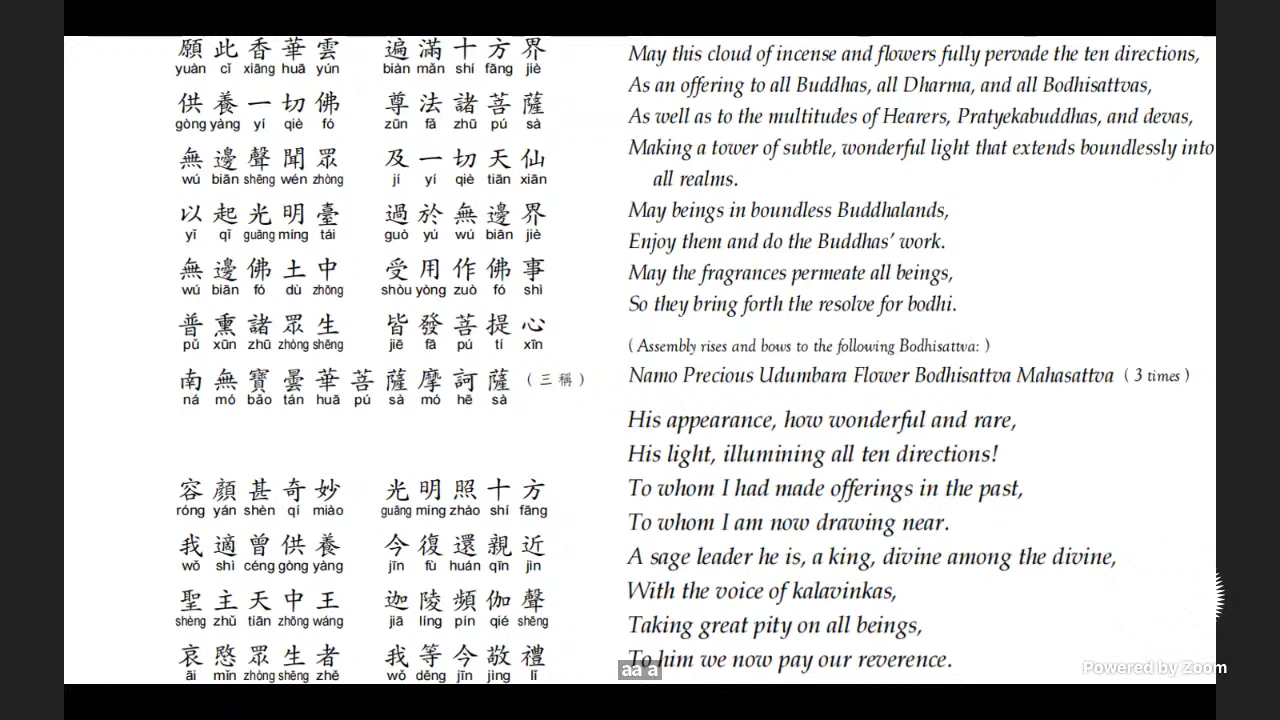 願此香華雲 遍滿十方界
yuàn cǐ xiāng huā yún biàn mǎn shí fāng jiè
供養一切佛 尊法諸菩薩
gòng yàng yí qiè fó zūn fǎ zhū pú sà
無邊聲聞眾 及一切天仙
wú biān shēng wén zhòng jí yí qiè tiān xiān
以起光明臺 過於無邊界
yǐ qǐ guāng míng tái guò yú wú biān jiè
無邊佛土中 受用作佛事
wú biān fó dù zhōng shòu yòng zuò fó shì
普熏諸眾生 皆發菩提心
pǔ xūn zhū zhòng shēng jiē fā pú tí xīn
南無寶曇華菩薩摩訶薩（三稱）
ná mó bǎo tán huā pú sà mó hē sà
容顏甚奇妙 光明照十方
róng yán shèn qí miào guāng míng zhào shí fāng
我適曾供養 今復還親近
wǒ shì céng gòng yàng jīn fù huán qīn jìn
聖主天中王 迦陵頻伽聲
shèng zhǔ tiān zhōng wáng jiā líng pín qié shēng
哀愍眾生者 我等今敬禮
āi mǐn zhòng shēng zhě wǒ děng jīn jìng lǐ
May this cloud of incense and flowers fully pervade the ten directions,
As an offering to all Buddhas, all Dharma, and all Bodhisattvas,
As well as to the multitudes of Hearers, Pratyekabuddhas, and devas,
Making a tower of subtle, wonderful light that extends boundlessly into
all realms.
May beings in boundless Buddhalands,
Enjoy them and do the Buddhas’ work.
May the fragrances permeate all beings,
So they bring forth the resolve for bodhi.
( Assembly rises and bows to the following Bodhisattva: )
Namo Precious Udumbara Flower Bodhisattva Mahasattva ( 3 times )
His appearance, how wonderful and rare,
His light, illumining all ten directions!
To whom I had made offerings in the past,
To whom I am now drawing near.
A sage leader he is, a king, divine among the divine,
With the voice of kalavinkas,
Taking great pity on all beings,
To him we now pay our reverence.
aa a
Powered by Zoom